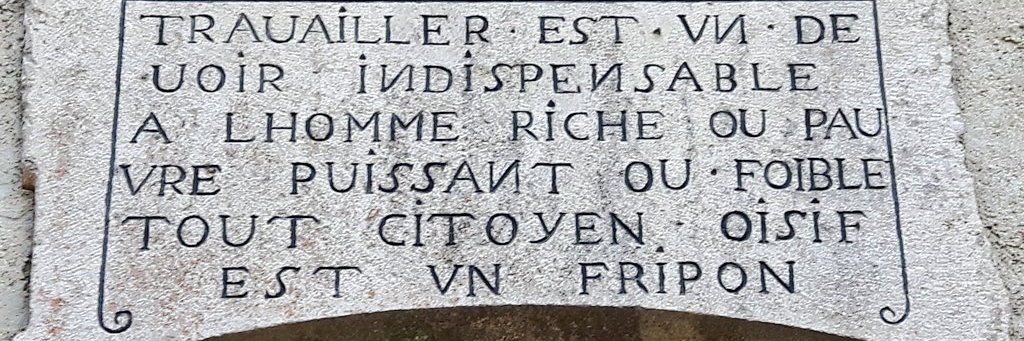 TRAUAiLLER · EST · VN · DE
UOiR iNDiSPENSABLE
A LHOMME RiCHE OU PAU
VRE PUiSSANT OU · FOIBLE
TOUT CiTOYEN · OiSiF
EST VN FRiPON